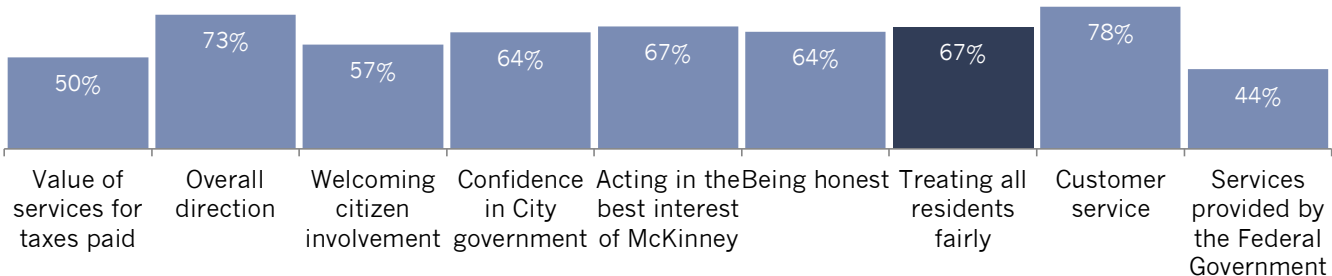 50%
73%
57%
64%
67%
64%
67%
78%
44%
Value of
services for
taxes paid
Overall
direction
Welcoming
citizen
involvement
Confidence
in City
government
Acting in the
best interest
of McKinney
Being honest
Treating all
residents
fairly
Customer
service
Services
provided by
the Federal
Government